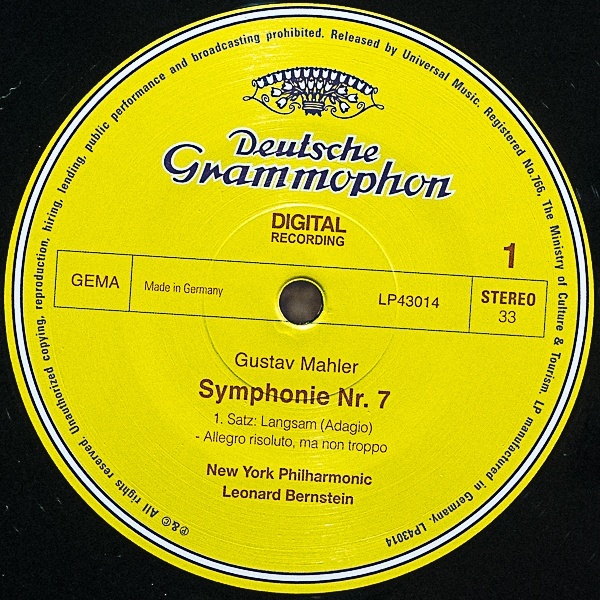 Unauthorized copying, reproduction, hiring, lending, public performance and broadcasting prohibited. Released by Universal Music. Registered No.766, The Ministry of Culture & Tourism. LP manufactured in Germany. LP43014
Deutsche
Grammophon
DIGITAL
RECORDING
1
GEMA
Made in Germany
LP43014
STEREO
33
Gustav Mahler
Symphonie Nr. 7
1. Satz: Langsam (Adagio)
- Allegro risoluto, ma non troppo
New York Philharmonic
Leonard Bernstein
℗&© All rights reserved.